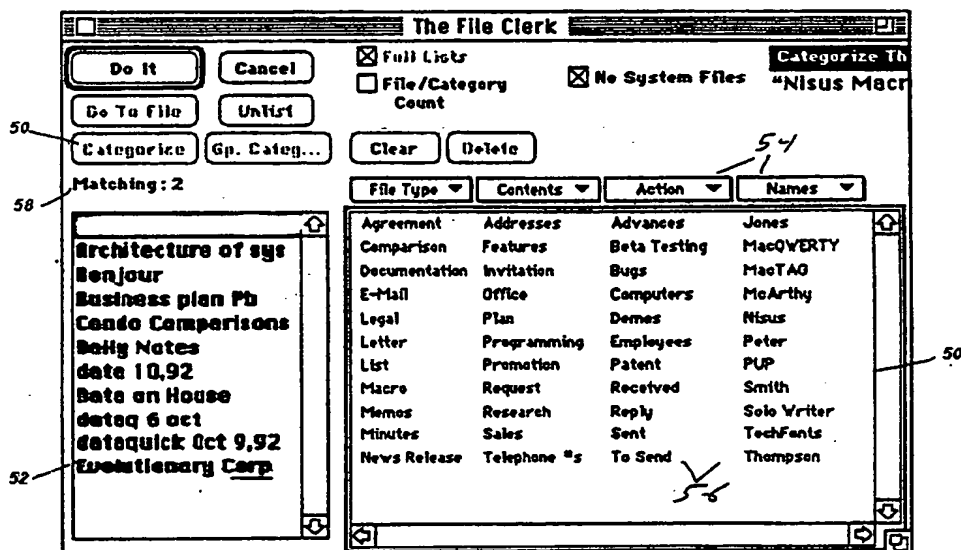 The File Clerk
Do It
Cancel
Full Lists
File/Category
Count
No System Files
Categorize Th
"Nisus Macr
Go To File
Unlist
50
Categorize
Gp. Categ...
Clear
Delete
54
58
Matching: 2
File Type
Contents
Action
Names
Agreement Addresses Advances Jones
Comparison Features Beta Testing MacQWERTY
Documentation Invitation Bugs MacTAG
E-Mail Office Computers McArthy
Legal Plan Demos Nisus
Letter Programming Employees Peter
List Promotion Patent PUP
Macro Request Received Smith
Memos Research Reply Solo Writer
Minutes Sales Sent TechFonts
News Release Telephone #s To Send Thompson
Architecture of sys
Bonjour
Business plan Pb
Condo Comparisons
Daily Notes
data 10,92
Data on House
dataq 6 oct
dataquick Oct 9,92
Evolutionary Corp
50
52
56